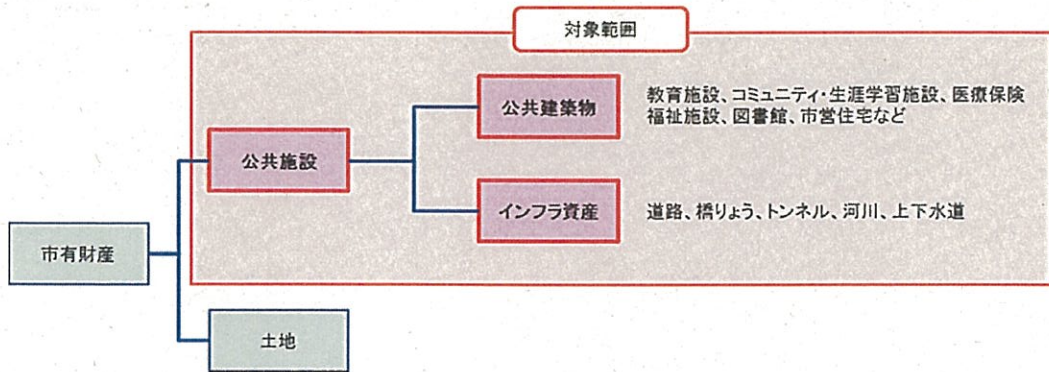 対象範囲
公共建築物
教育施設、コミュニティ・生涯学習施設、医療保険
福祉施設、図書館、市営住宅など
公共施設
インフラ資産
道路、橋りょう、トンネル、河川、上下水道
市有財産
土地